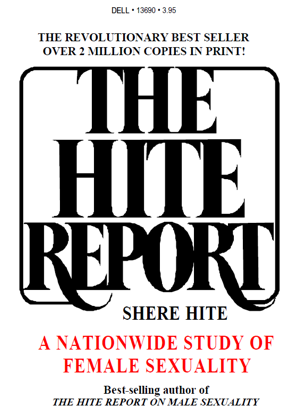 DELL • 13690 • 3.95
THE REVOLUTIONARY BEST SELLER
OVER 2 MILLION COPIES IN PRINT!
THE
HITE
REPORT
SHERE HITE
A NATIONWIDE STUDY OF
FEMALE SEXUALITY
Best-selling author of
THE HITE REPORT ON MALE SEXUALITY